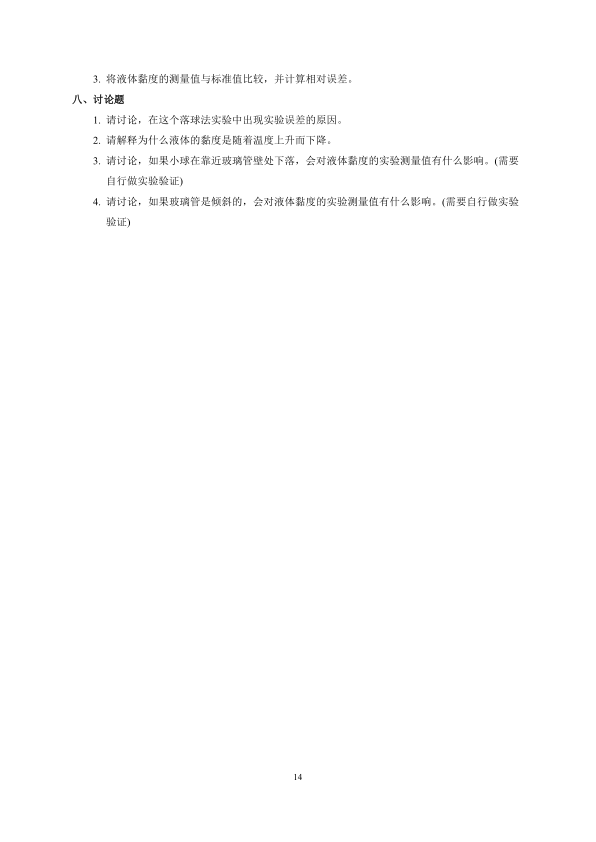 3. 将液体黏度的测量值与标准值比较，并计算相对误差。
八、讨论题
1. 请讨论，在这个落球法实验中出现实验误差的原因。
2. 请解释为什么液体的黏度是随着温度上升而下降。
3. 请讨论，如果小球在靠近玻璃管壁处下落，会对液体黏度的实验测量值有什么影响。(需要
自行做实验验证)
4. 请讨论，如果玻璃管是倾斜的，会对液体黏度的实验测量值有什么影响。(需要自行做实验
验证)
14